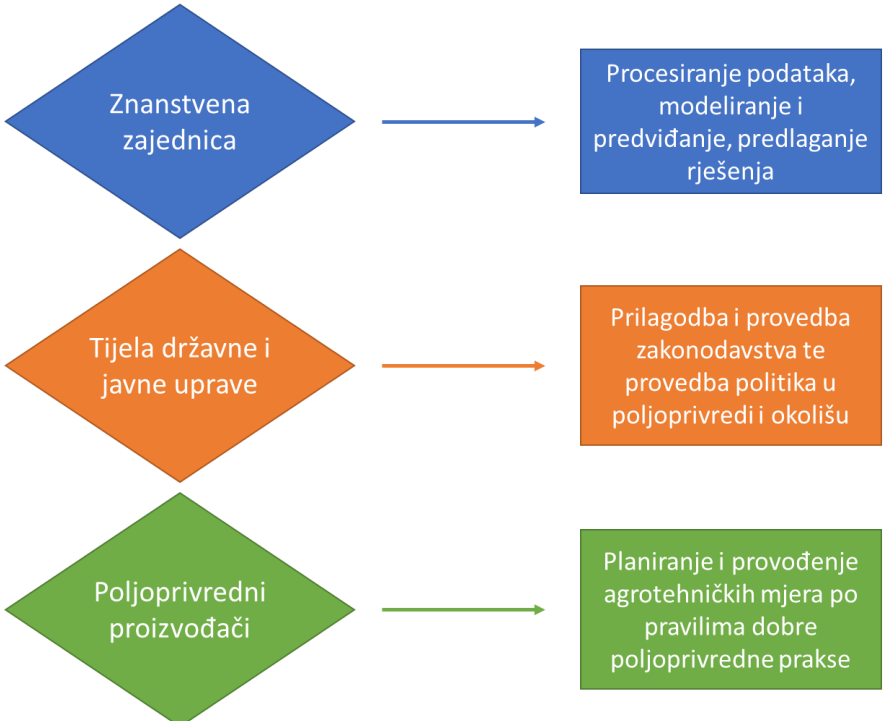 Znanstvena
zajednica
Procesiranje podataka,
modeliranje i
predviđanje, predlaganje
rješenja
Tijela državne i
javne uprave
Prilagodba i provedba
zakonodavstva te
provedba politika u
poljoprivredi i okolišu
Poljoprivredni
proizvođači
Planiranje i provođenje
agrotehničkih mjera po
pravilima dobre
poljoprivredne prakse